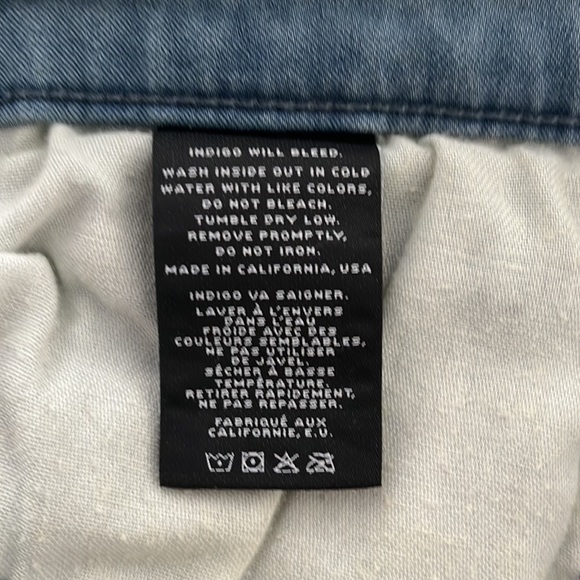 INDIGO WILL BLEED.
WASH INSIDE OUT IN COLD
WATER WITH LIKE COLORS,
DO NOT BLEACH.
TUMBLE DRY LOW.
REMOVE PROMPTLY,
DO NOT IRON.
MADE IN CALIFORNIA, USA
INDIGO VA SAIGNER.
LAVER À L'ENVERS
DANS L'EAU
FROIDE AVEC DES
COULEURS SEMBLABLES,
NE PAS UTILISER
DE JAVEL.
SÉCHER À BASSE
TEMPÉRATURE.
RETIRER RAPIDEMENT,
NE PAS REPASSER.
FABRIQUÉ AUX
CALIFORNIE, E.U.